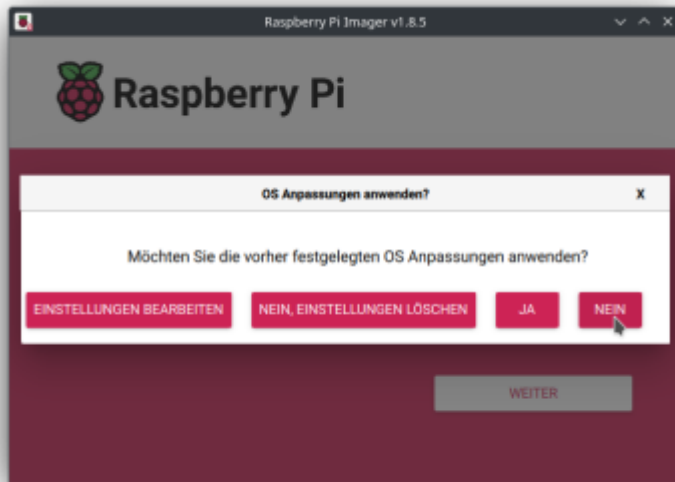 Raspberry Pi Imager v1.8.5
Raspberry Pi
OS Anpassungen anwenden?
X
Möchten Sie die vorher festgelegten OS Anpassungen anwenden?
EINSTELLUNGEN BEARBEITEN
NEIN, EINSTELLUNGEN LÖSCHEN
JA
NEIN
WEITER